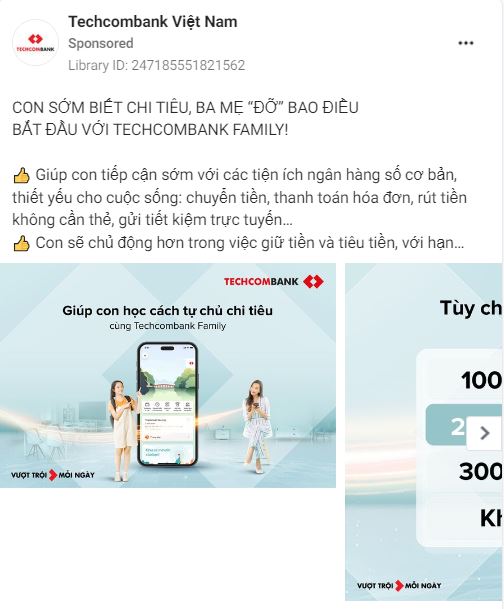 Techcombank Việt Nam
Sponsored
TECHCOMBANK
Library ID: 247185551821562
CON SỚM BIẾT CHI TIÊU, BA MẸ “ĐỠ” BAO ĐIỀU
BẮT ĐẦU VỚI TECHCOMBANK FAMILY!
👍 Giúp con tiếp cận sớm với các tiện ích ngân hàng số cơ bản,
thiết yếu cho cuộc sống: chuyển tiền, thanh toán hóa đơn, rút tiền
không cần thẻ, gửi tiết kiệm trực tuyến...
👍 Con sẽ chủ động hơn trong việc giữ tiền và tiêu tiền, với hạn...
TECHCOMBANK
Giúp con học cách tự chủ chi tiêu
cùng Techcombank Family
VƯỢT TRỘI MỖI NGÀY
Tùy ch
100
2
300
Kh
VƯỢT TRỘI MỖI NGÀY